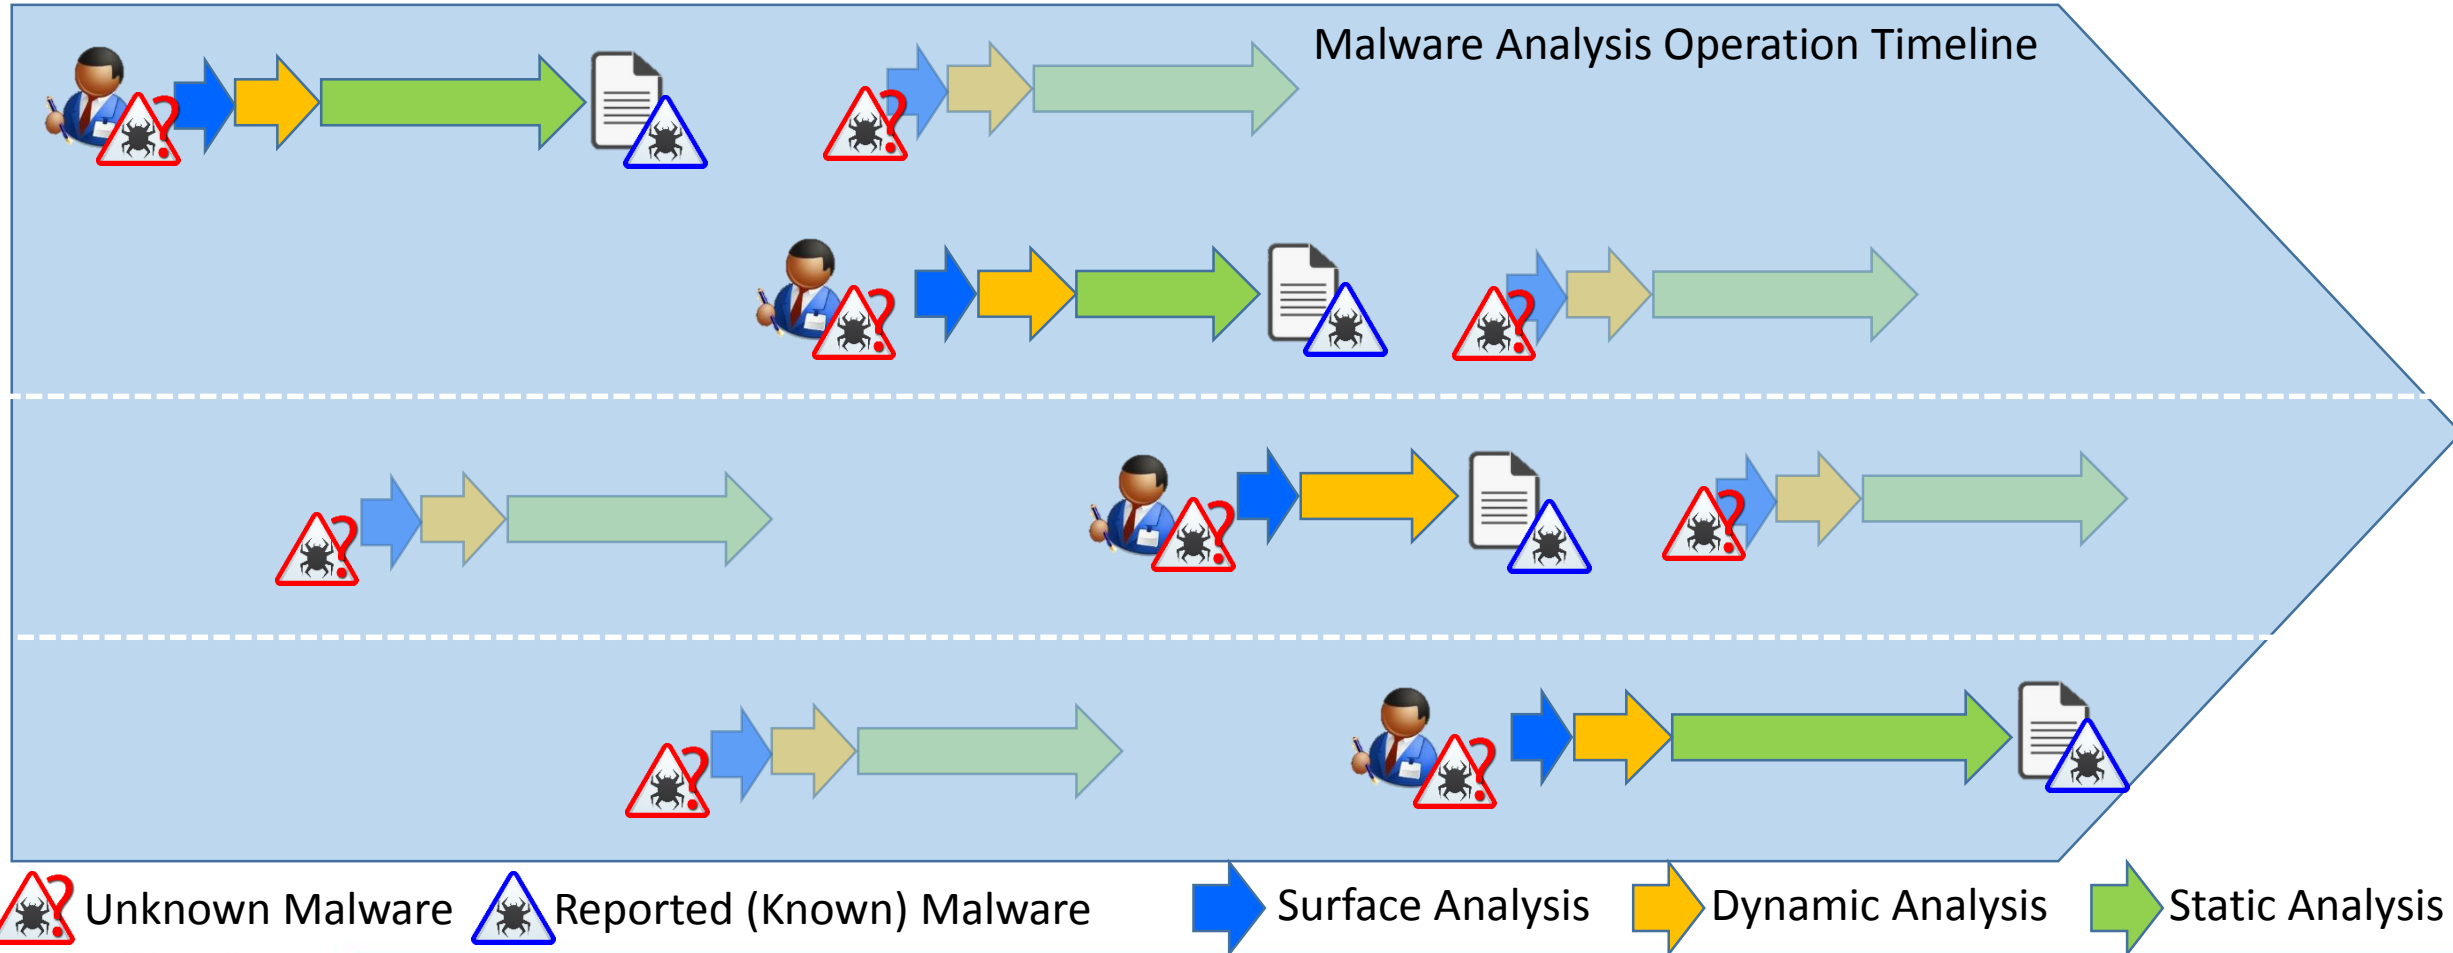 Malware Analysis Operation Timeline
Unknown Malware
Reported (Known) Malware
Surface Analysis
Dynamic Analysis
Static Analysis